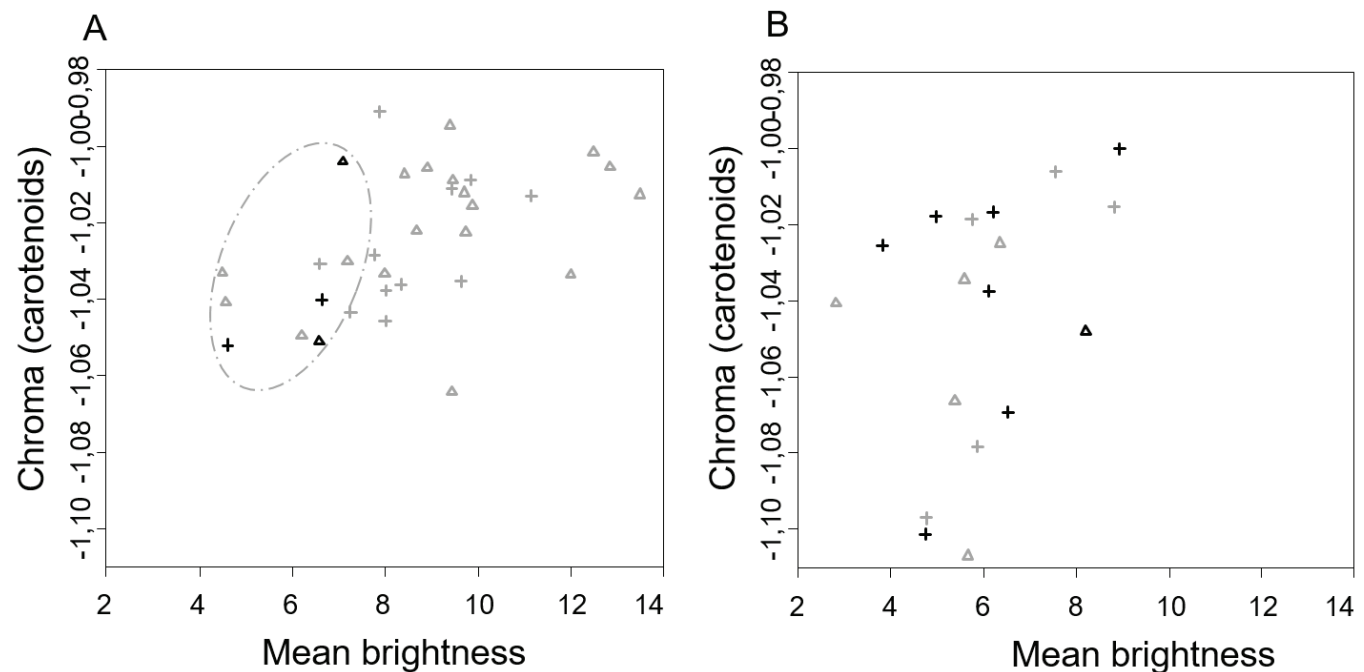 A
Chroma (carotenoids)
-0,98
-1,00
-1,02
-1,04
-1,06
-1,08
-1,10
2 4 6 8 10 12 14
Mean brightness
B
Chroma (carotenoids)
-0,98
-1,00
-1,02
-1,04
-1,06
-1,08
-1,10
2 4 6 8 10 12 14
Mean brightness